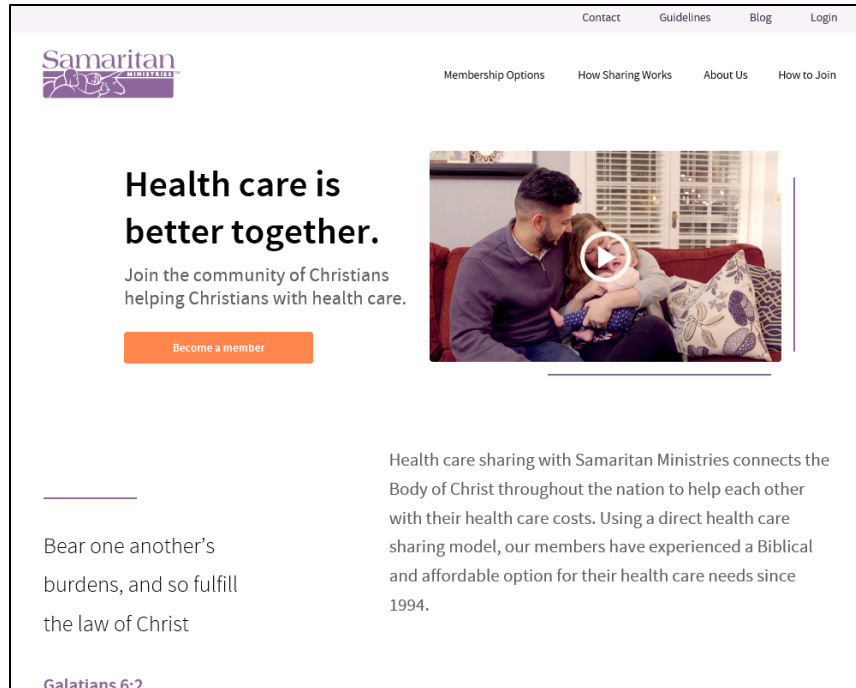 Contact Guidelines Blog Login
Samaritan
MINISTRIES
Membership Options How Sharing Works About Us How to Join
Health care is
better together.
Join the community of Christians
helping Christians with health care.
Become a member
Health care sharing with Samaritan Ministries connects the
Body of Christ throughout the nation to help each other
with their health care costs. Using a direct health care
sharing model, our members have experienced a Biblical
and affordable option for their health care needs since
1994.
Bear one another's
burdens, and so fulfill
the law of Christ
Galatians 6:2